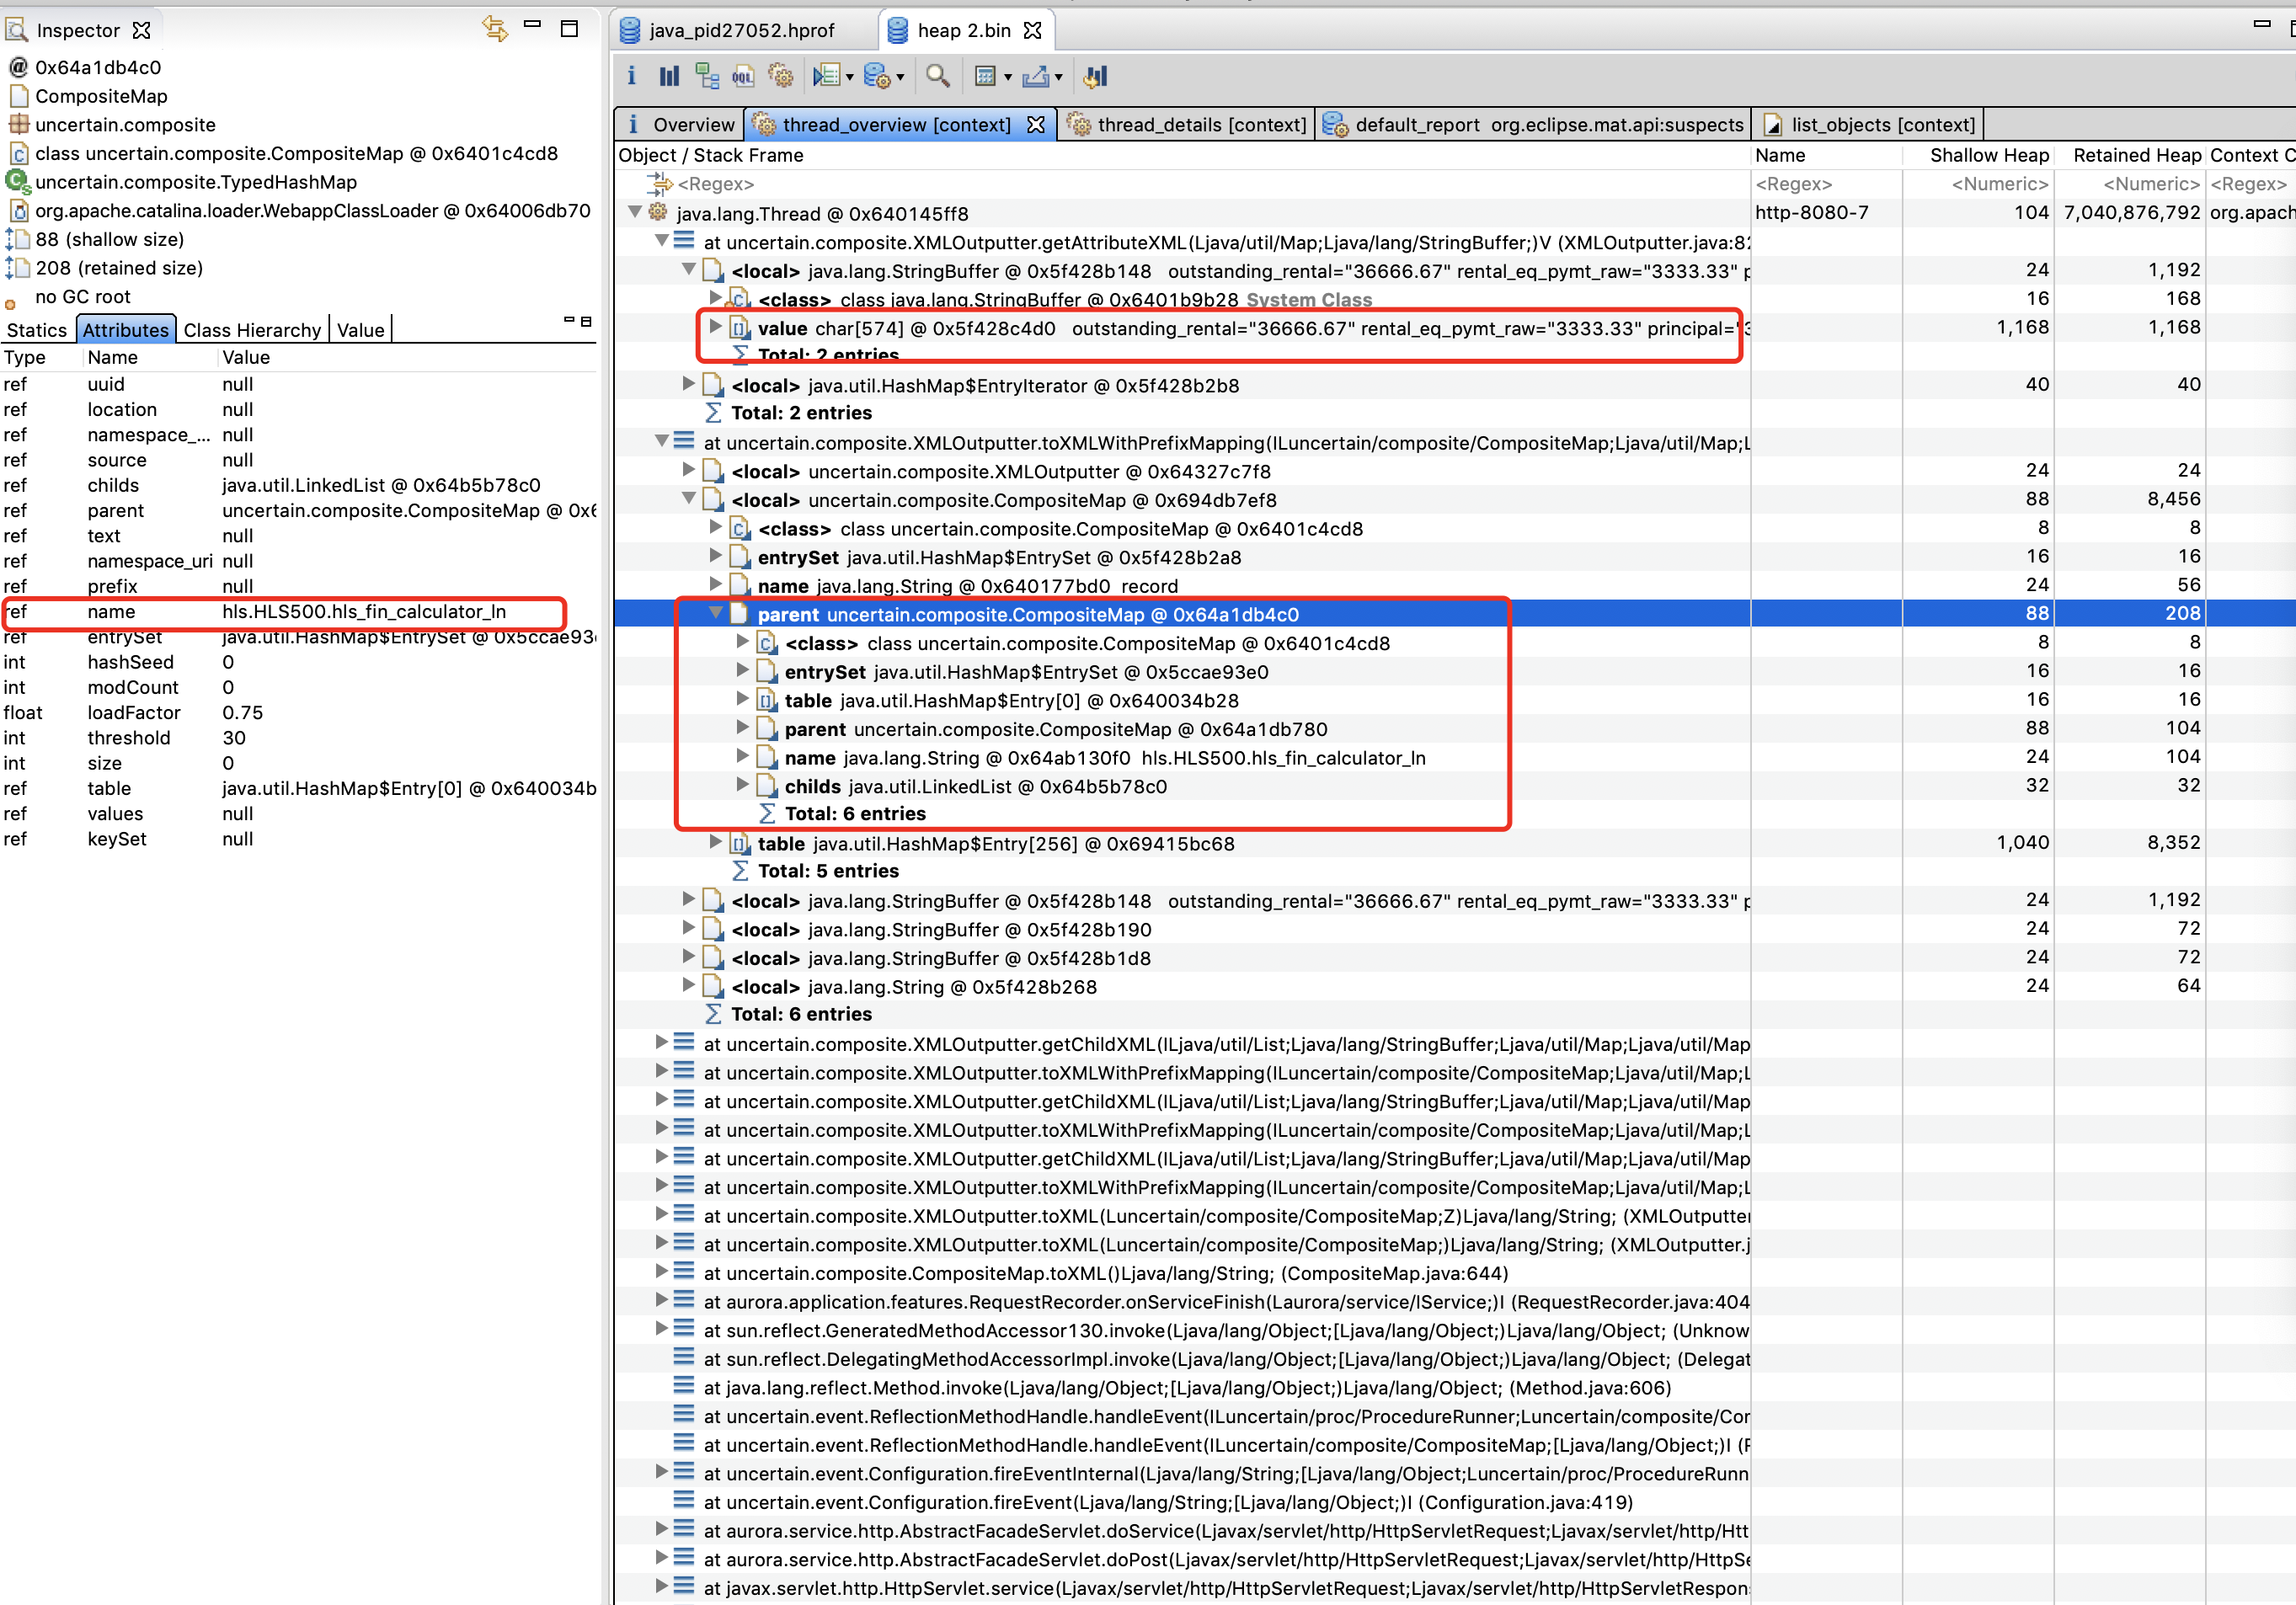 Inspector
0x64a1db4c0
CompositeMap
uncertain.composite
class uncertain.composite.CompositeMap @ 0x6401c4cd8
uncertain.composite.TypedHashMap
org.apache.catalina.loader.WebappClassLoader @ 0x64006db70
88 (shallow size)
208 (retained size)
no GC root
Statics Attributes Class Hierarchy Value
Type Name Value
ref uuid null
ref location null
ref namespace_... null
ref source null
ref childs java.util.LinkedList @ 0x64b5b78c0
ref parent uncertain.composite.CompositeMap @ 0x6
ref text null
ref namespace_uri null
ref prefix null
ref name hls.HLS500.hls_fin_calculator_ln
ref entrySet java.util.HashMap$EntrySet @ 0x5ccae93
int hashSeed 0
int modCount 0
float loadFactor 0.75
int threshold 30
int size 0
ref table java.util.HashMap$Entry[0] @ 0x640034b
ref values null
ref keySet null
java_pid27052.hprof heap 2.bin
Overview thread_overview [context] thread_details [context] default_report org.eclipse.mat.api:suspects list_objects [context]
Object / Stack Frame Name Shallow Heap Retained Heap Context C
<Regex> <Regex> <Numeric> <Numeric> <Regex>
java.lang.Thread @ 0x640145ff8 http-8080-7 104 7,040,876,792 org.apach
at uncertain.composite.XMLOutputter.getAttributeXML(Ljava/util/Map;Ljava/lang/StringBuffer;)V (XMLOutputter.java:82
<local> java.lang.StringBuffer @ 0x5f428b148 outstanding_rental="36666.67" rental_eq_pymt_raw="3333.33" p 24 1,192
<class> class java.lang.StringBuffer @ 0x6401b9b28 System Class 16 168
value char[574] @ 0x5f428c4d0 outstanding_rental="36666.67" rental_eq_pymt_raw="3333.33" principal="3 1,168 1,168
Total: 2 entries
<local> java.util.HashMap$EntryIterator @ 0x5f428b2b8 40 40
Total: 2 entries
at uncertain.composite.XMLOutputter.toXMLWithPrefixMapping(ILuncertain/composite/CompositeMap;Ljava/util/Map;L
<local> uncertain.composite.XMLOutputter @ 0x64327c7f8 24 24
<local> uncertain.composite.CompositeMap @ 0x694db7ef8 88 8,456
<class> class uncertain.composite.CompositeMap @ 0x6401c4cd8 8 8
entrySet java.util.HashMap$EntrySet @ 0x5f428b2a8 16 16
name java.lang.String @ 0x640177bd0 record 24 56
parent uncertain.composite.CompositeMap @ 0x64a1db4c0 88 208
<class> class uncertain.composite.CompositeMap @ 0x6401c4cd8 8 8
entrySet java.util.HashMap$EntrySet @ 0x5ccae93e0 16 16
table java.util.HashMap$Entry[0] @ 0x640034b28 16 16
parent uncertain.composite.CompositeMap @ 0x64a1db780 88 104
name java.lang.String @ 0x64ab130f0 hls.HLS500.hls_fin_calculator_ln 24 104
childs java.util.LinkedList @ 0x64b5b78c0 32 32
Total: 6 entries
table java.util.HashMap$Entry[256] @ 0x69415bc68 1,040 8,352
Total: 5 entries
<local> java.lang.StringBuffer @ 0x5f428b148 outstanding_rental="36666.67" rental_eq_pymt_raw="3333.33" p 24 1,192
<local> java.lang.StringBuffer @ 0x5f428b190 24 72
<local> java.lang.StringBuffer @ 0x5f428b1d8 24 72
<local> java.lang.String @ 0x5f428b268 24 64
Total: 6 entries
at uncertain.composite.XMLOutputter.getChildXML(ILjava/util/List;Ljava/lang/StringBuffer;Ljava/util/Map;Ljava/util/Map
at uncertain.composite.XMLOutputter.toXMLWithPrefixMapping(ILuncertain/composite/CompositeMap;Ljava/util/Map;L
at uncertain.composite.XMLOutputter.getChildXML(ILjava/util/List;Ljava/lang/StringBuffer;Ljava/util/Map;Ljava/util/Map
at uncertain.composite.XMLOutputter.toXMLWithPrefixMapping(ILuncertain/composite/CompositeMap;Ljava/util/Map;L
at uncertain.composite.XMLOutputter.getChildXML(ILjava/util/List;Ljava/lang/StringBuffer;Ljava/util/Map;Ljava/util/Map
at uncertain.composite.XMLOutputter.toXMLWithPrefixMapping(ILuncertain/composite/CompositeMap;Ljava/util/Map;L
at uncertain.composite.XMLOutputter.toXML(Luncertain/composite/CompositeMap;Z)Ljava/lang/String; (XMLOutputter
at uncertain.composite.XMLOutputter.toXML(Luncertain/composite/CompositeMap;)Ljava/lang/String; (XMLOutputter.j
at uncertain.composite.CompositeMap.toXML()Ljava/lang/String; (CompositeMap.java:644)
at aurora.application.features.RequestRecorder.onServiceFinish(Laurora/service/IService;)I (RequestRecorder.java:404
at sun.reflect.GeneratedMethodAccessor130.invoke(Ljava/lang/Object;[Ljava/lang/Object;)Ljava/lang/Object; (Unknow
at sun.reflect.DelegatingMethodAccessorImpl.invoke(Ljava/lang/Object;[Ljava/lang/Object;)Ljava/lang/Object; (Delegat
at java.lang.reflect.Method.invoke(Ljava/lang/Object;[Ljava/lang/Object;)Ljava/lang/Object; (Method.java:606)
at uncertain.event.ReflectionMethodHandle.handleEvent(ILuncertain/proc/ProcedureRunner;Luncertain/composite/Cor
at uncertain.event.ReflectionMethodHandle.handleEvent(ILuncertain/composite/CompositeMap;[Ljava/lang/Object;)I (F
at uncertain.event.Configuration.fireEventInternal(Ljava/lang/String;[Ljava/lang/Object;Luncertain/proc/ProcedureRunn
at uncertain.event.Configuration.fireEvent(Ljava/lang/String;[Ljava/lang/Object;)I (Configuration.java:419)
at aurora.service.http.AbstractFacadeServlet.doService(Ljavax/servlet/http/HttpServletRequest;Ljavax/servlet/http/Htt
at aurora.service.http.AbstractFacadeServlet.doPost(Ljavax/servlet/http/HttpServletRequest;Ljavax/servlet/http/HttpSe
at javax.servlet.http.HttpServlet.service(Ljavax/servlet/http/HttpServletRequest;Ljavax/servlet/http/HttpServletRespon